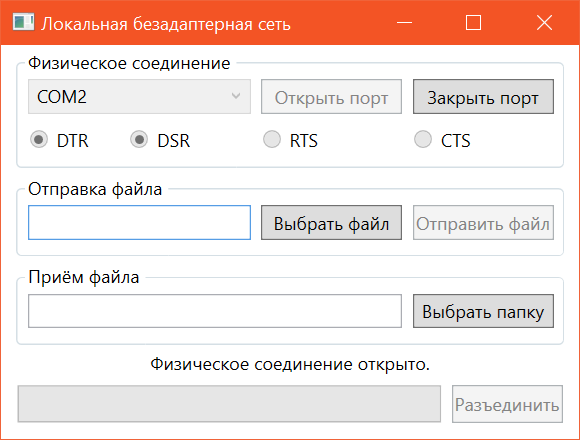 Локальная безадаптерная сеть
Физическое соединение
COM2 Открыть порт Закрыть порт
DTR DSR RTS CTS
Отправка файла
Выбрать файл Отправить файл
Приём файла
Выбрать папку
Физическое соединение открыто.
Разъединить